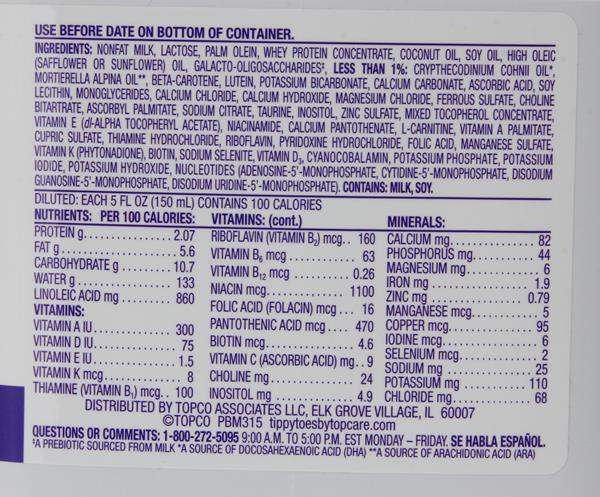 USE BEFORE DATE ON BOTTOM OF CONTAINER.
INGREDIENTS: NONFAT MILK, LACTOSE, PALM OLEIN, WHEY PROTEIN CONCENTRATE, COCONUT OIL, SOY OIL, HIGH OLEIC
(SAFFLOWER OR SUNFLOWER) OIL, GALACTO-OLIGOSACCHARIDES‡, LESS THAN 1%: CRYPTHECODINIUM COHNII OIL*,
MORTIERELLA ALPINA OIL**, BETA-CAROTENE, LUTEIN, POTASSIUM BICARBONATE, CALCIUM CARBONATE, ASCORBIC ACID, SOY
LECITHIN, MONOGLYCERIDES, CALCIUM CHLORIDE, CALCIUM HYDROXIDE, MAGNESIUM CHLORIDE, FERROUS SULFATE, CHOLINE
BITARTRATE, ASCORBYL PALMITATE, SODIUM CITRATE, TAURINE, INOSITOL, ZINC SULFATE, MIXED TOCOPHEROL CONCENTRATE,
VITAMIN E (dl-ALPHA TOCOPHERYL ACETATE), NIACINAMIDE, CALCIUM PANTOTHENATE, L-CARNITINE, VITAMIN A PALMITATE,
CUPRIC SULFATE, THIAMINE HYDROCHLORIDE, RIBOFLAVIN, PYRIDOXINE HYDROCHLORIDE, FOLIC ACID, MANGANESE SULFATE,
VITAMIN K (PHYTONADIONE), BIOTIN, SODIUM SELENITE, VITAMIN D₃, CYANOCOBALAMIN, POTASSIUM PHOSPHATE, POTASSIUM
IODIDE, POTASSIUM HYDROXIDE, NUCLEOTIDES (ADENOSINE-5'-MONOPHOSPHATE, CYTIDINE-5'-MONOPHOSPHATE, DISODIUM
GUANOSINE-5'-MONOPHOSPHATE, DISODIUM URIDINE-5'-MONOPHOSPHATE). CONTAINS: MILK, SOY.
DILUTED: EACH 5 FL OZ (150 mL) CONTAINS 100 CALORIES
NUTRIENTS: PER 100 CALORIES:
PROTEIN g 2.07
FAT g 5.6
CARBOHYDRATE g 10.7
WATER g 133
LINOLEIC ACID mg 860
VITAMINS:
VITAMIN A IU 300
VITAMIN D IU 75
VITAMIN E IU 1.5
VITAMIN K mcg 8
THIAMINE (VITAMIN B₁) mcg.. 100
VITAMINS: (cont.)
RIBOFLAVIN (VITAMIN B₂) mcg.. 160
VITAMIN B₆ mcg 63
VITAMIN B₁₂ mcg 0.26
NIACIN mcg 1100
FOLIC ACID (FOLACIN) mcg... 16
PANTOTHENIC ACID mcg 470
BIOTIN mcg 4.6
VITAMIN C (ASCORBIC ACID) mg.. 9
CHOLINE mg 24
INOSITOL mg 4.9
MINERALS:
CALCIUM mg 82
PHOSPHORUS mg 44
MAGNESIUM mg 6
IRON mg 1.9
ZINC mg 0.79
MANGANESE mcg 5
COPPER mcg 95
IODINE mcg 6
SELENIUM mcg 2
SODIUM mg 25
POTASSIUM mg 110
CHLORIDE mg 68
DISTRIBUTED BY TOPCO ASSOCIATES LLC, ELK GROVE VILLAGE, IL 60007
©TOPCO PBM315 tippytoesbytopcare.com
QUESTIONS OR COMMENTS: 1-800-272-5095 9:00 A.M. TO 5:00 P.M. EST MONDAY – FRIDAY. SE HABLA ESPAÑOL.
‡A PREBIOTIC SOURCED FROM MILK *A SOURCE OF DOCOSAHEXAENOIC ACID (DHA) **A SOURCE OF ARACHIDONIC ACID (ARA)